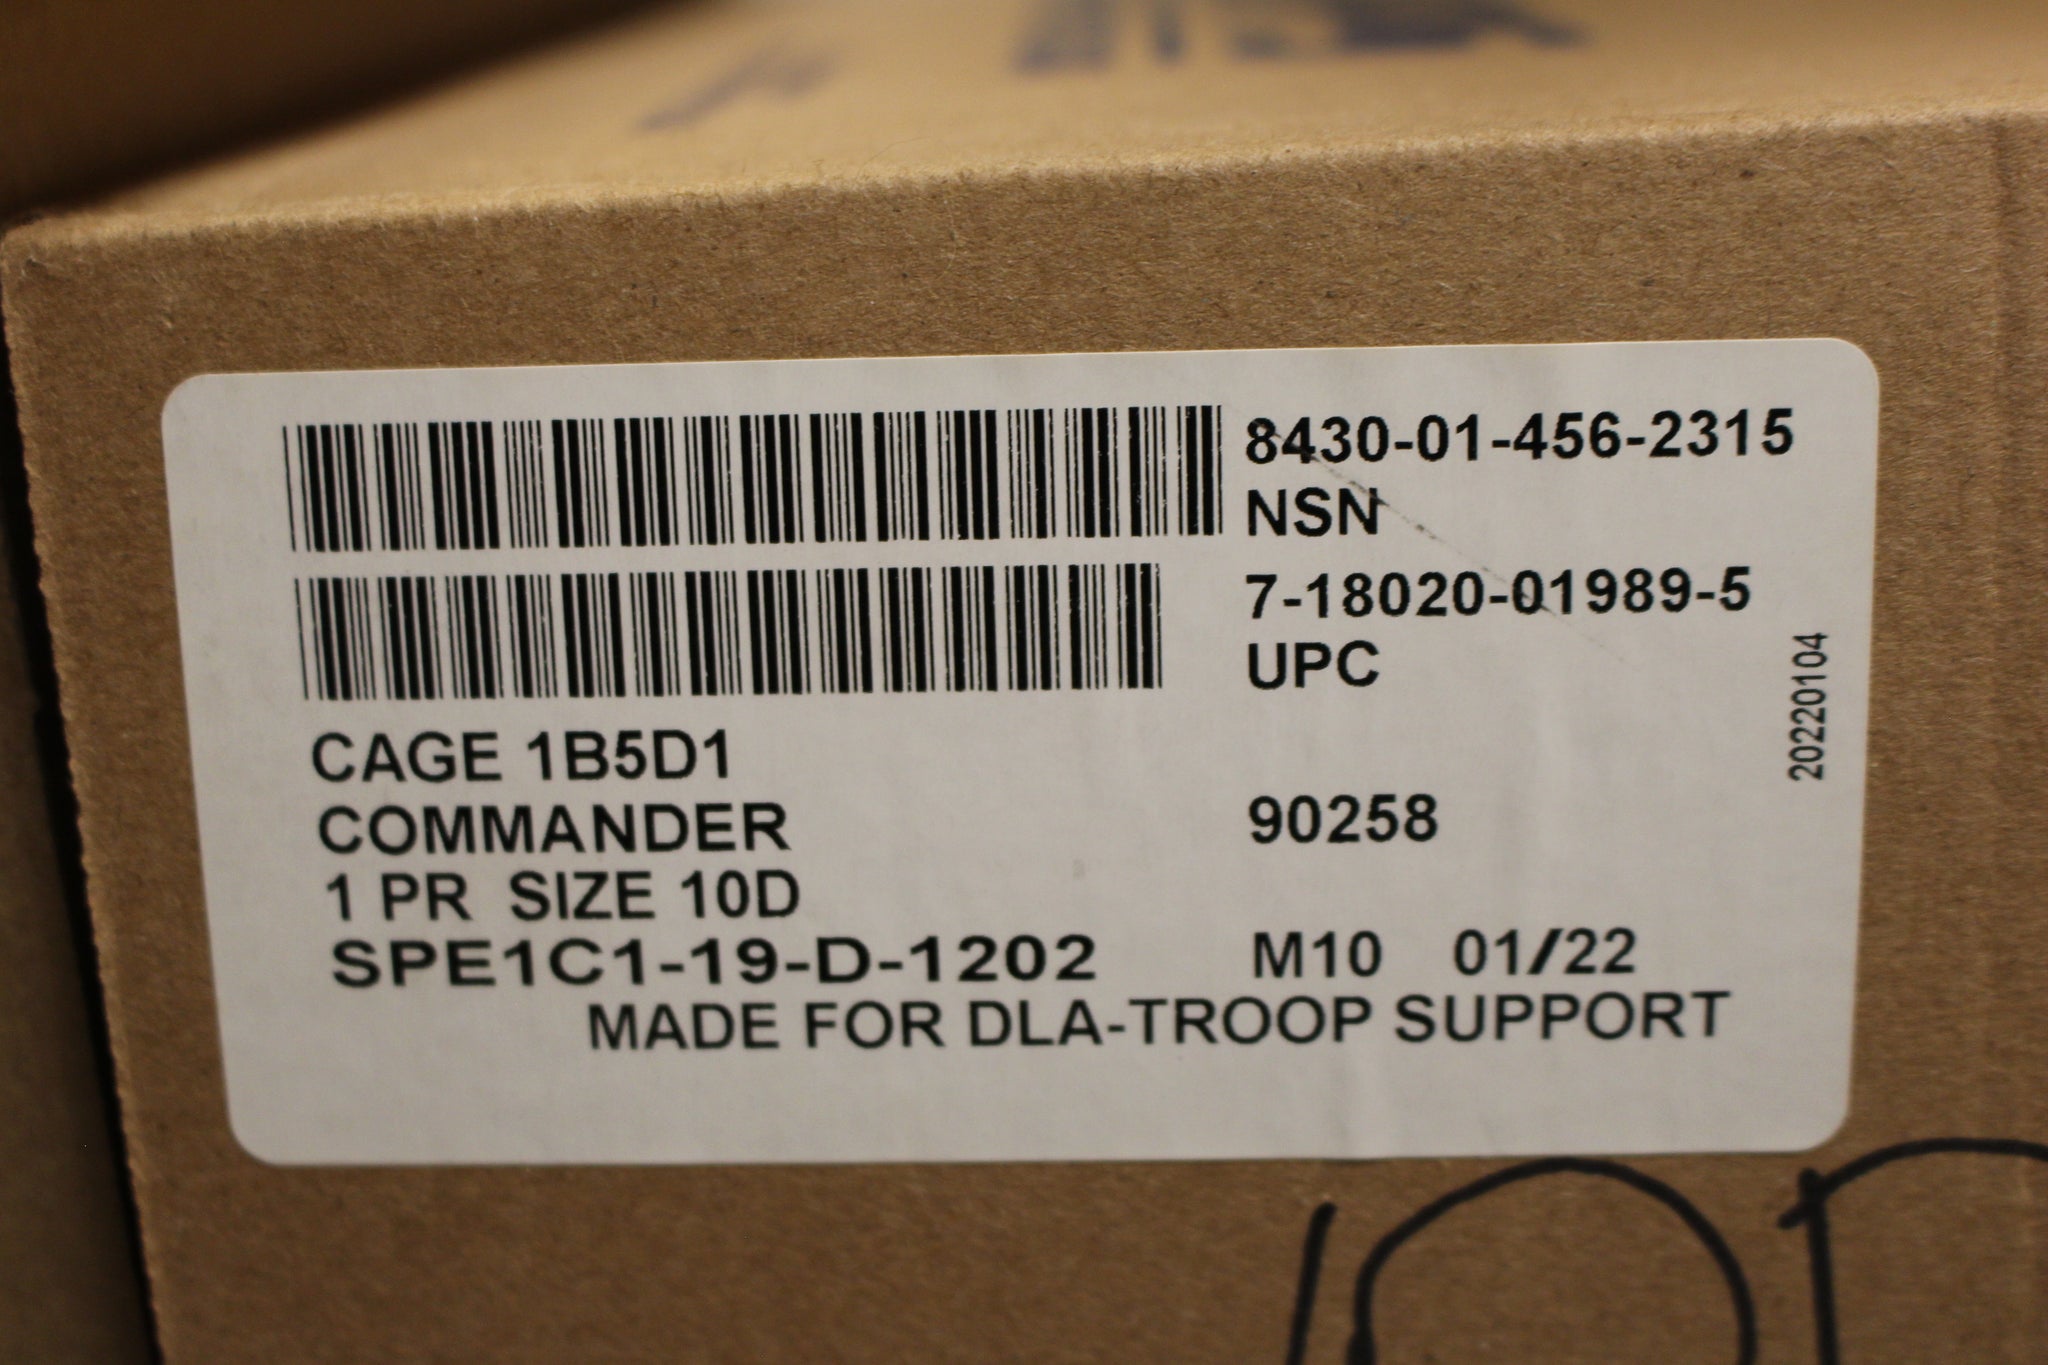 8430-01-456-2315
NSN
7-18020-01989-5
UPC
20220104
CAGE 1B5D1
COMMANDER 90258
1 PR SIZE 10D
SPE1C1-19-D-1202 M10 01/22
MADE FOR DLA-TROOP SUPPORT
10D